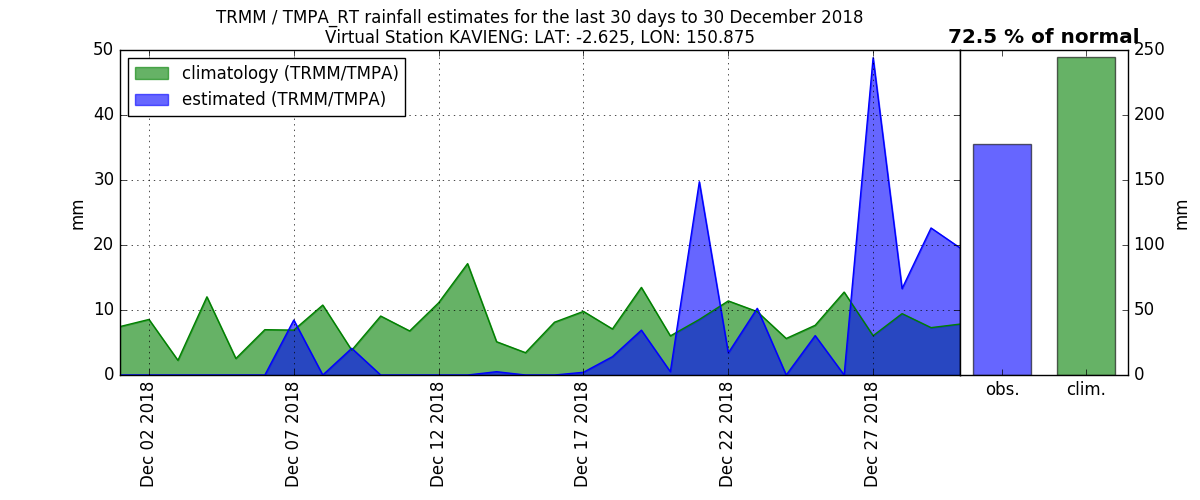 TRMM / TMPA_RT rainfall estimates for the last 30 days to 30 December 2018
Virtual Station KAVIENG: LAT: -2.625, LON: 150.875
72.5 % of normal
climatology (TRMM/TMPA)
estimated (TRMM/TMPA)
50
40
30
20
10
0
mm
Dec 02 2018
Dec 07 2018
Dec 12 2018
Dec 17 2018
Dec 22 2018
Dec 27 2018
obs.
clim.
250
200
150
100
50
0
mm